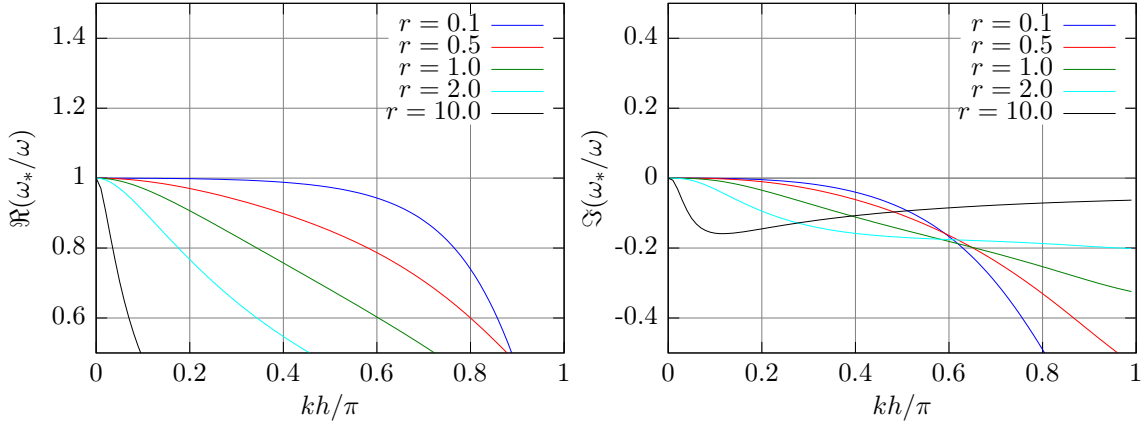 ℜ(ω*/ω)
1.4
1.2
1
0.8
0.6
0 0.2 0.4 0.6 0.8 1
kh/π
r = 0.1
r = 0.5
r = 1.0
r = 2.0
r = 10.0
ℑ(ω*/ω)
0.4
0.2
0
-0.2
-0.4
0 0.2 0.4 0.6 0.8 1
kh/π
r = 0.1
r = 0.5
r = 1.0
r = 2.0
r = 10.0